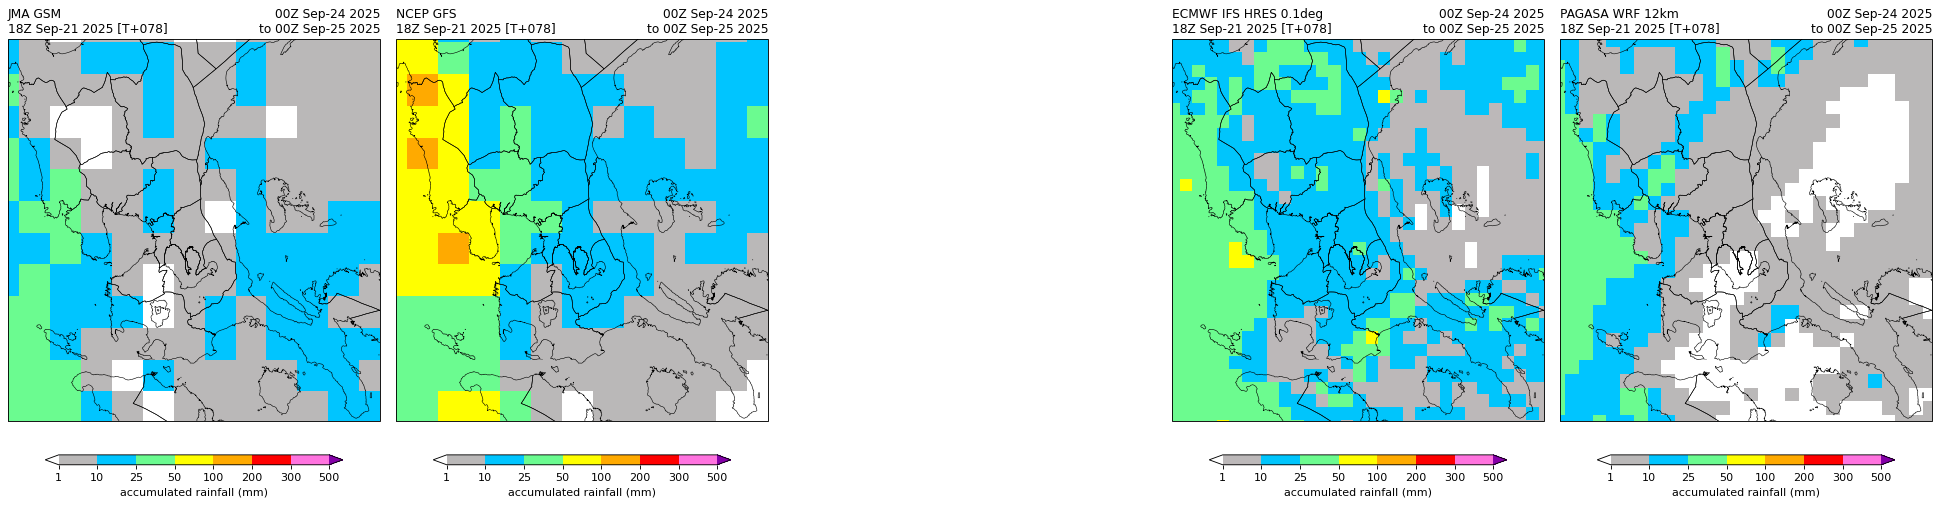 JMA GSM 00Z Sep-24 2025
18Z Sep-21 2025 [T+078] to 00Z Sep-25 2025
1 10 25 50 100 200 300 500
accumulated rainfall (mm)
NCEP GFS 00Z Sep-24 2025
18Z Sep-21 2025 [T+078] to 00Z Sep-25 2025
1 10 25 50 100 200 300 500
accumulated rainfall (mm)
ECMWF IFS HRES 0.1deg 00Z Sep-24 2025
18Z Sep-21 2025 [T+078] to 00Z Sep-25 2025
1 10 25 50 100 200 300 500
accumulated rainfall (mm)
PAGASA WRF 12km 00Z Sep-24 2025
18Z Sep-21 2025 [T+078] to 00Z Sep-25 2025
1 10 25 50 100 200 300 500
accumulated rainfall (mm)